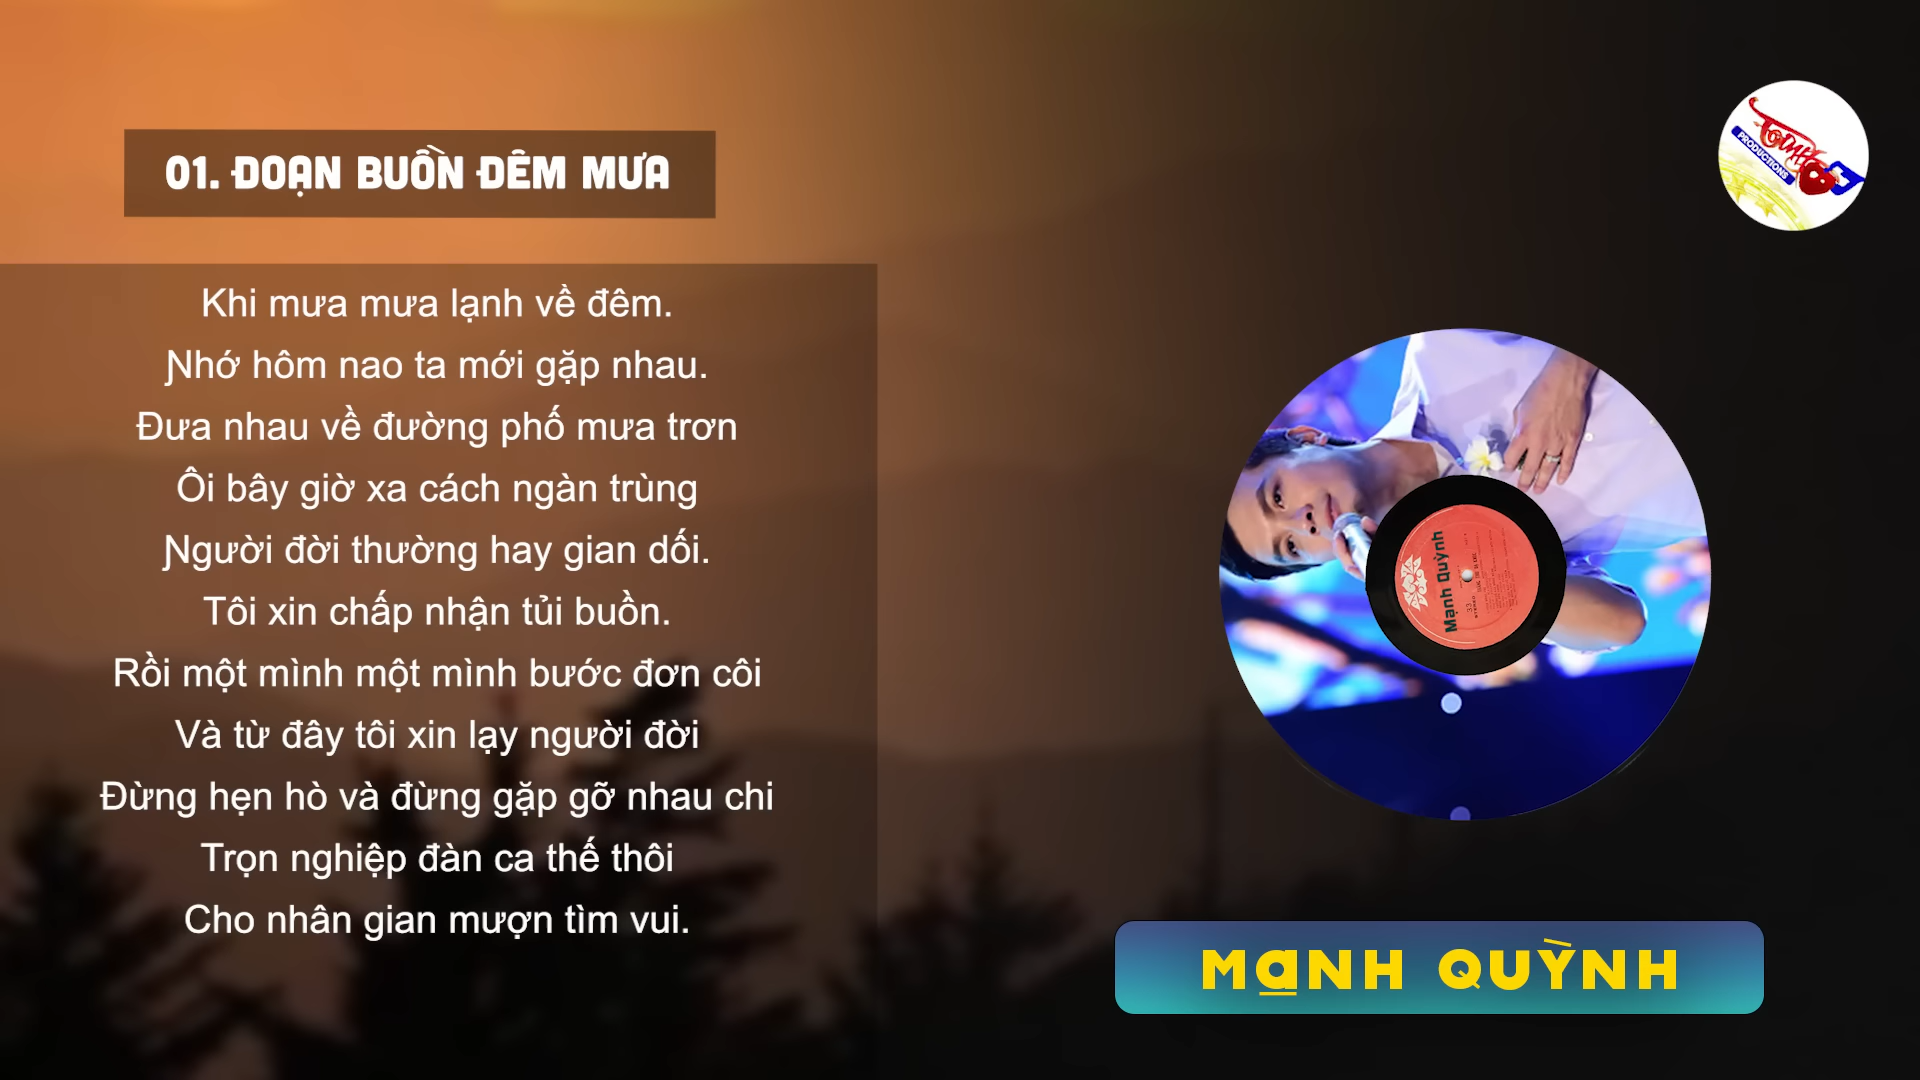 01. ĐOẠN BUỒN ĐÊM MƯA
Khi mưa mưa lạnh về đêm.
Ɲhớ hôm nao ta mới gặp nhau.
Đưa nhau về đường phố mưa trơn
Ôi bây giờ xa cách ngàn trùng
Ɲgười đời thường hay gian dối.
Tôi xin chấp nhận tủi buồn.
Rồi một mình một mình bước đơn côi
Và từ đây tôi xin lạy người đời
Đừng hẹn hò và đừng gặp gỡ nhau chi
Trọn nghiệp đàn ca thế thôi
Cho nhân gian mượn tìm vui.
PRODUCTIONS
Mạnh Quỳnh
33
MẠNH QUỲNH